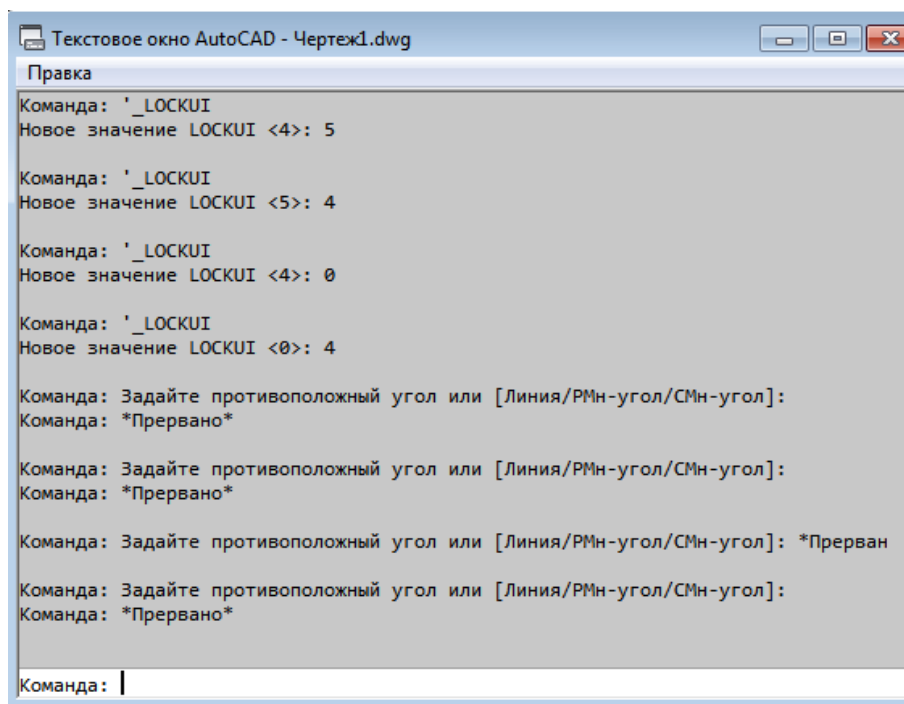 Текстовое окно AutoCAD - Чертеж1.dwg
Правка
Команда: '_LOCKUI
Новое значение LOCKUI <4>: 5
Команда: '_LOCKUI
Новое значение LOCKUI <5>: 4
Команда: '_LOCKUI
Новое значение LOCKUI <4>: 0
Команда: '_LOCKUI
Новое значение LOCKUI <0>: 4
Команда: Задайте противоположный угол или [Линия/РМн-угол/СМн-угол]:
Команда: *Прервано*
Команда: Задайте противоположный угол или [Линия/РМн-угол/СМн-угол]:
Команда: *Прервано*
Команда: Задайте противоположный угол или [Линия/РМн-угол/СМн-угол]: *Прерван
Команда: Задайте противоположный угол или [Линия/РМн-угол/СМн-угол]:
Команда: *Прервано*
Команда: